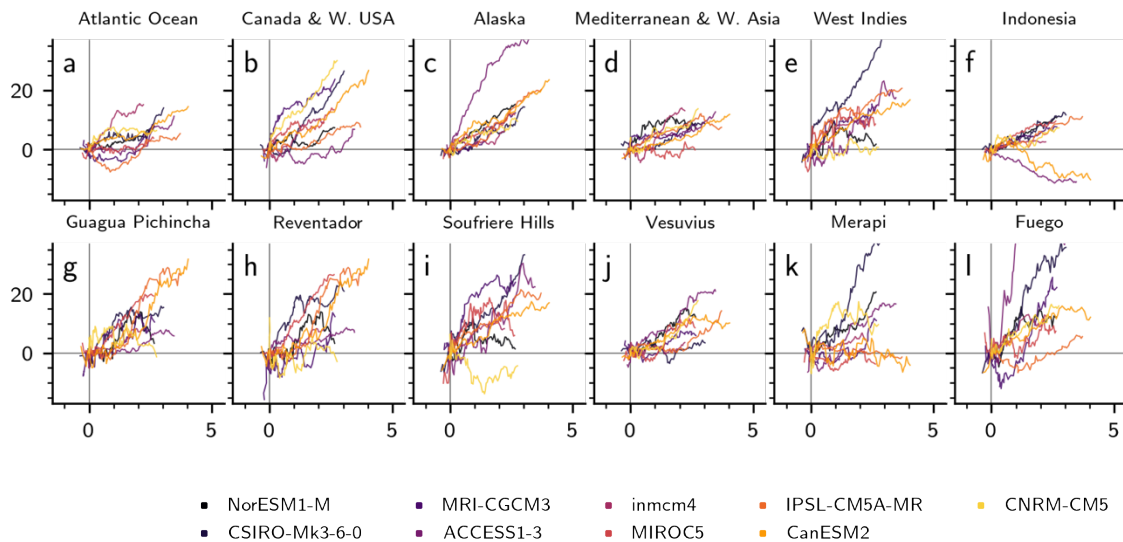 Atlantic Ocean Canada & W. USA Alaska Mediterranean & W. Asia West Indies Indonesia
a b c d e f
20
0
Guagua Pichincha Reventador Soufriere Hills Vesuvius Merapi Fuego
g h i j k l
20
0
0 5 0 5 0 5 0 5 0 5 0 5
NorESM1-M MRI-CGCM3 inmcm4 IPSL-CM5A-MR CNRM-CM5
CSIRO-Mk3-6-0 ACCESS1-3 MIROC5 CanESM2